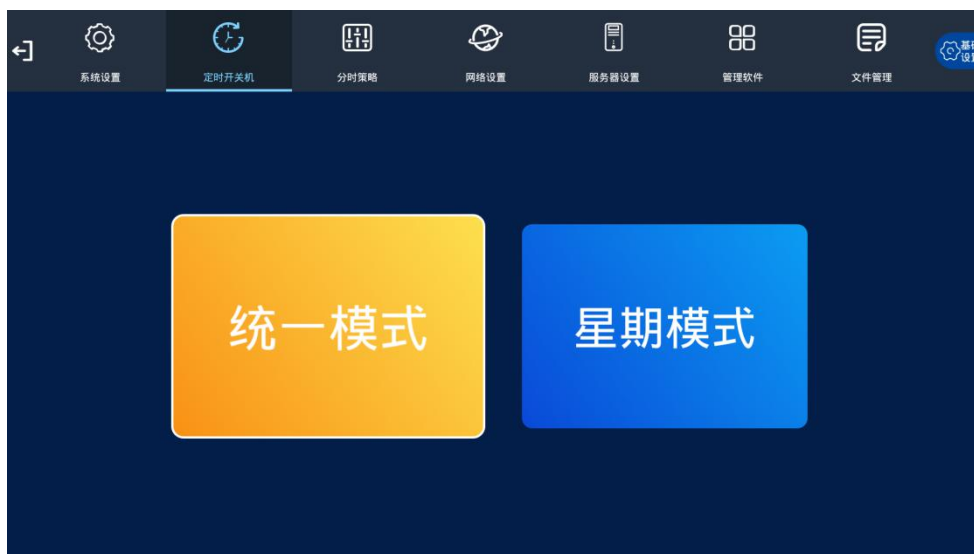 系统设置
定时开关机
分时策略
网络设置
服务器设置
管理软件
文件管理
基
设
统一模式
星期模式